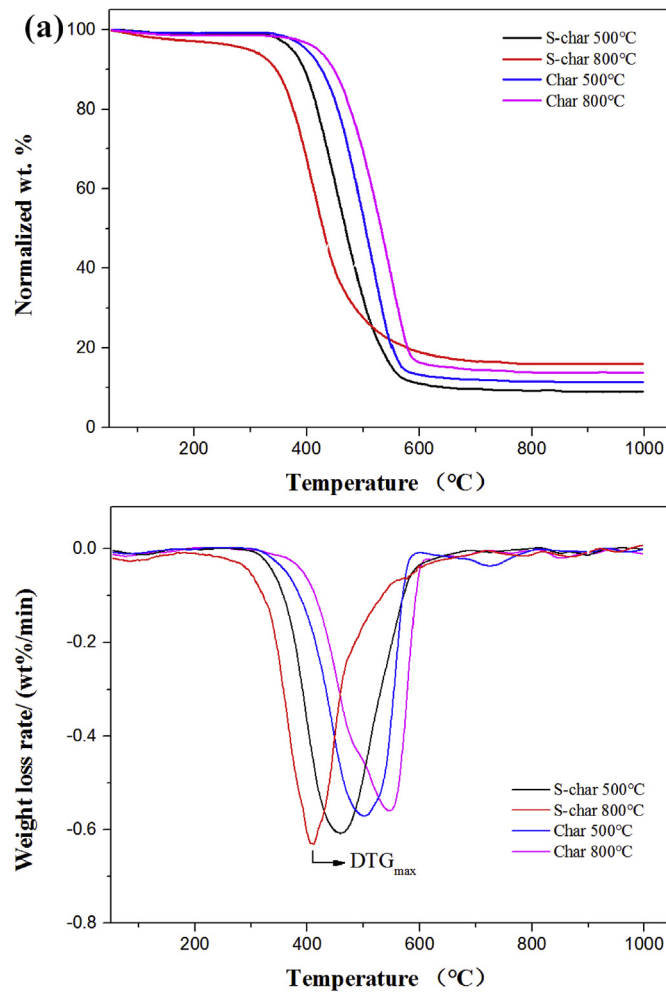 (a)
S-char 500℃
S-char 800℃
Char 500℃
Char 800℃
100
80
60
40
20
0
Normalized wt. %
200 400 600 800 1000
Temperature （℃）
0.0
-0.2
-0.4
-0.6
-0.8
Weight loss rate/ (wt%/min)
S-char 500℃
S-char 800℃
Char 500℃
Char 800℃
DTGmax
200 400 600 800 1000
Temperature （℃）